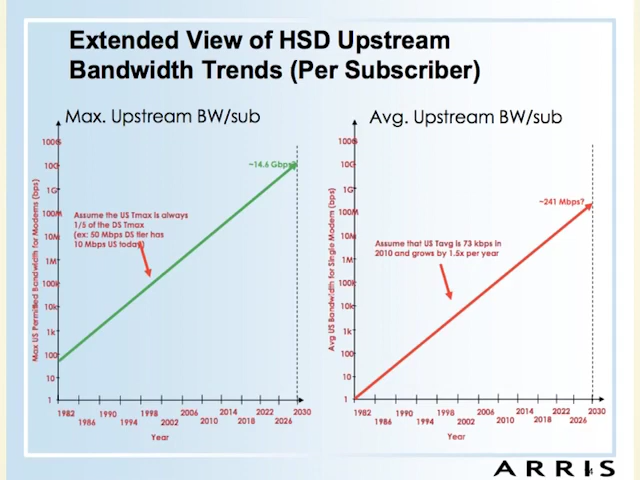 Extended View of HSD Upstream
Bandwidth Trends (Per Subscriber)
Max. Upstream BW/sub
Max US Permitted Bandwidth for Modems (bps)
100G
10G
1G
100M
10M
1M
100k
10k
1k
100
10
1
~14.6 Gbps?
Assume the US Tmax is always
1/5 of the DS Tmax
(ex: 50 Mbps DS tier has
10 Mbps US today)
1982 1990 1998 2006 2014 2022 2030
1986 1994 2002 2010 2018 2026
Year
Avg. Upstream BW/sub
Avg US Bandwidth for Single Modem (bps)
100G
10G
1G
100M
10M
1M
100k
10k
1k
100
10
1
~241 Mbps?
Assume that US Tavg is 73 kbps in
2010 and grows by 1.5x per year
1982 1990 1998 2006 2014 2022 2030
1986 1994 2002 2010 2018 2026
Year
ARRIS